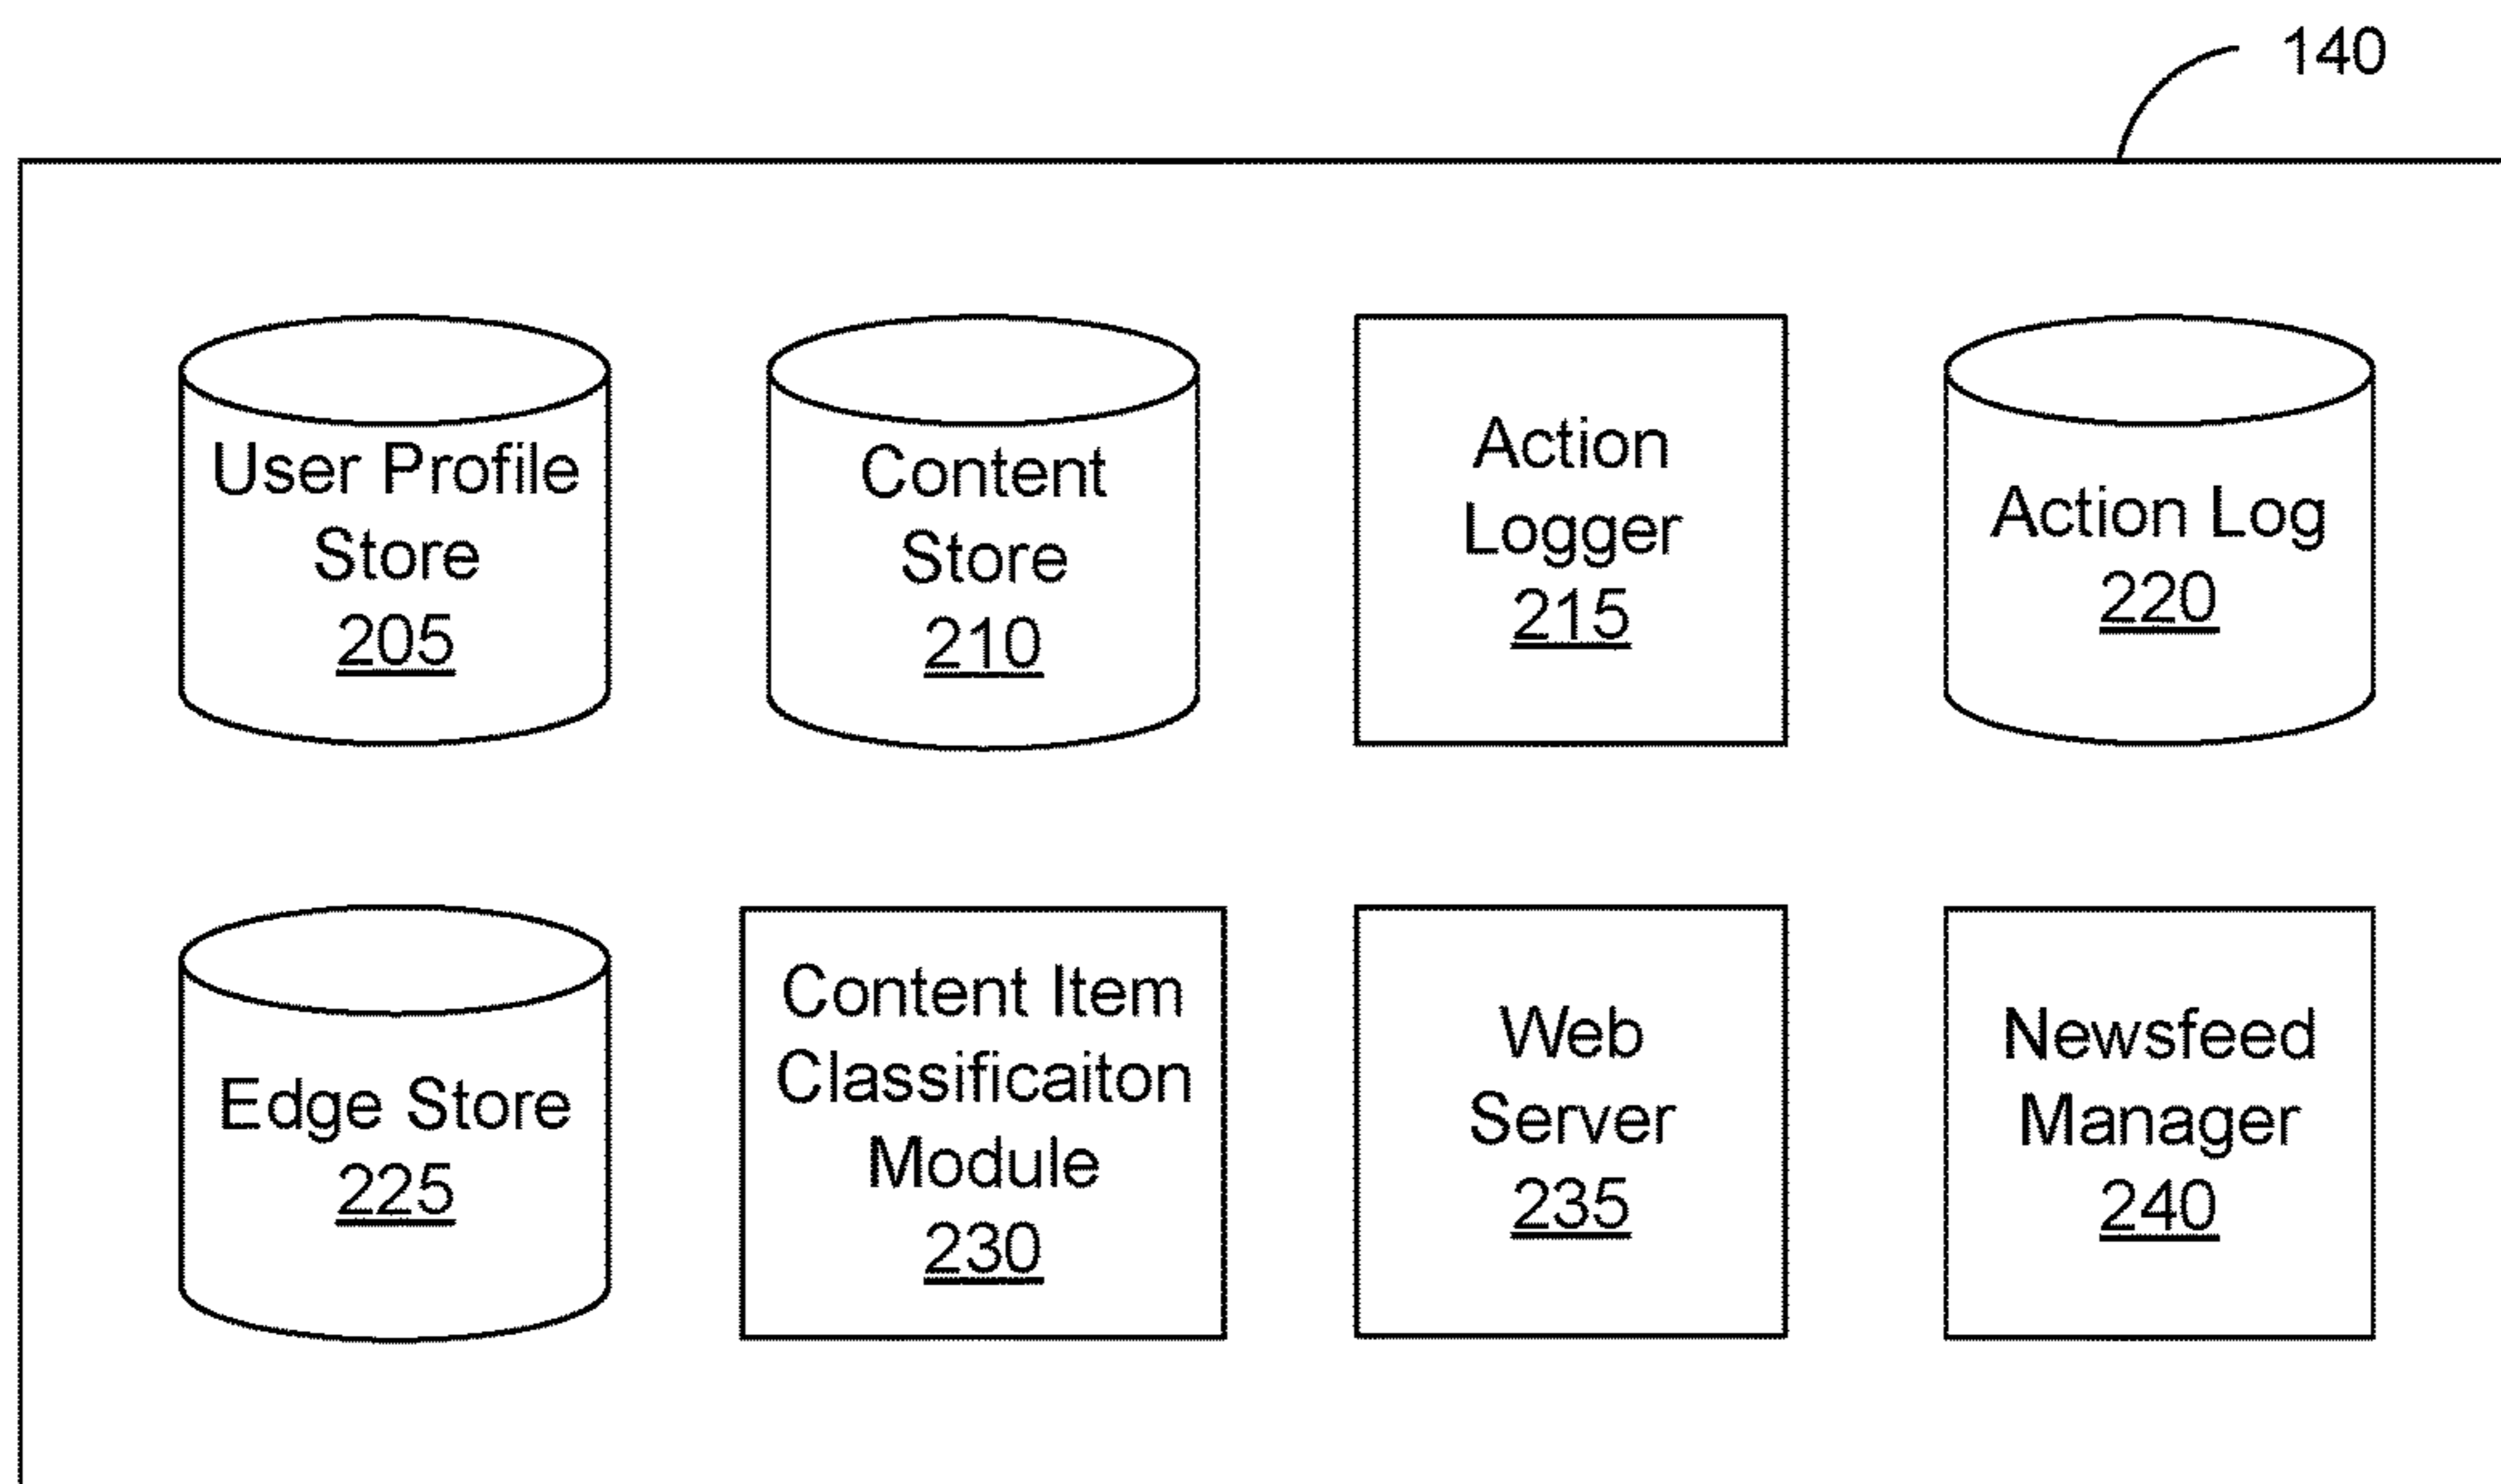 140
User Profile
Store
205
Content
Store
210
Action
Logger
215
Action Log
220
Edge Store
225
Content Item
Classificaiton
Module
230
Web
Server
235
Newsfeed
Manager
240